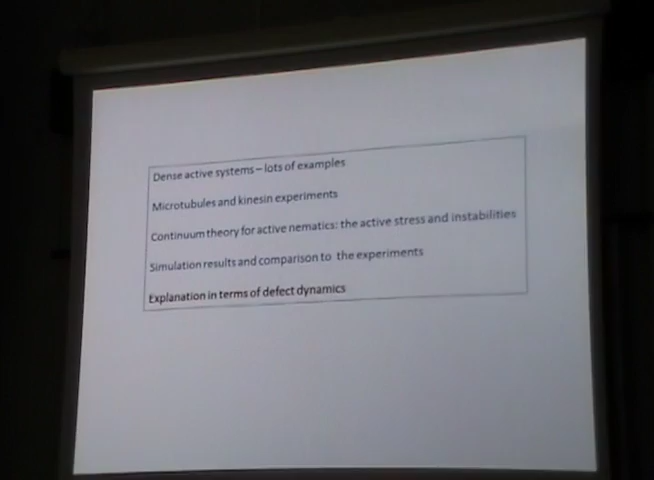 Dense active systems – lots of examples
Microtubules and kinesin experiments
Continuum theory for active nematics: the active stress and instabilities
Simulation results and comparison to the experiments
Explanation in terms of defect dynamics